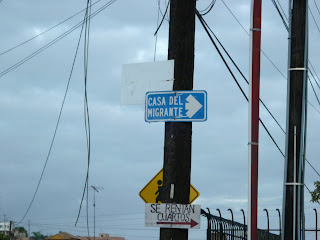 CASA DEL
MIGRANTE
SE RENTAN
CUARTOS